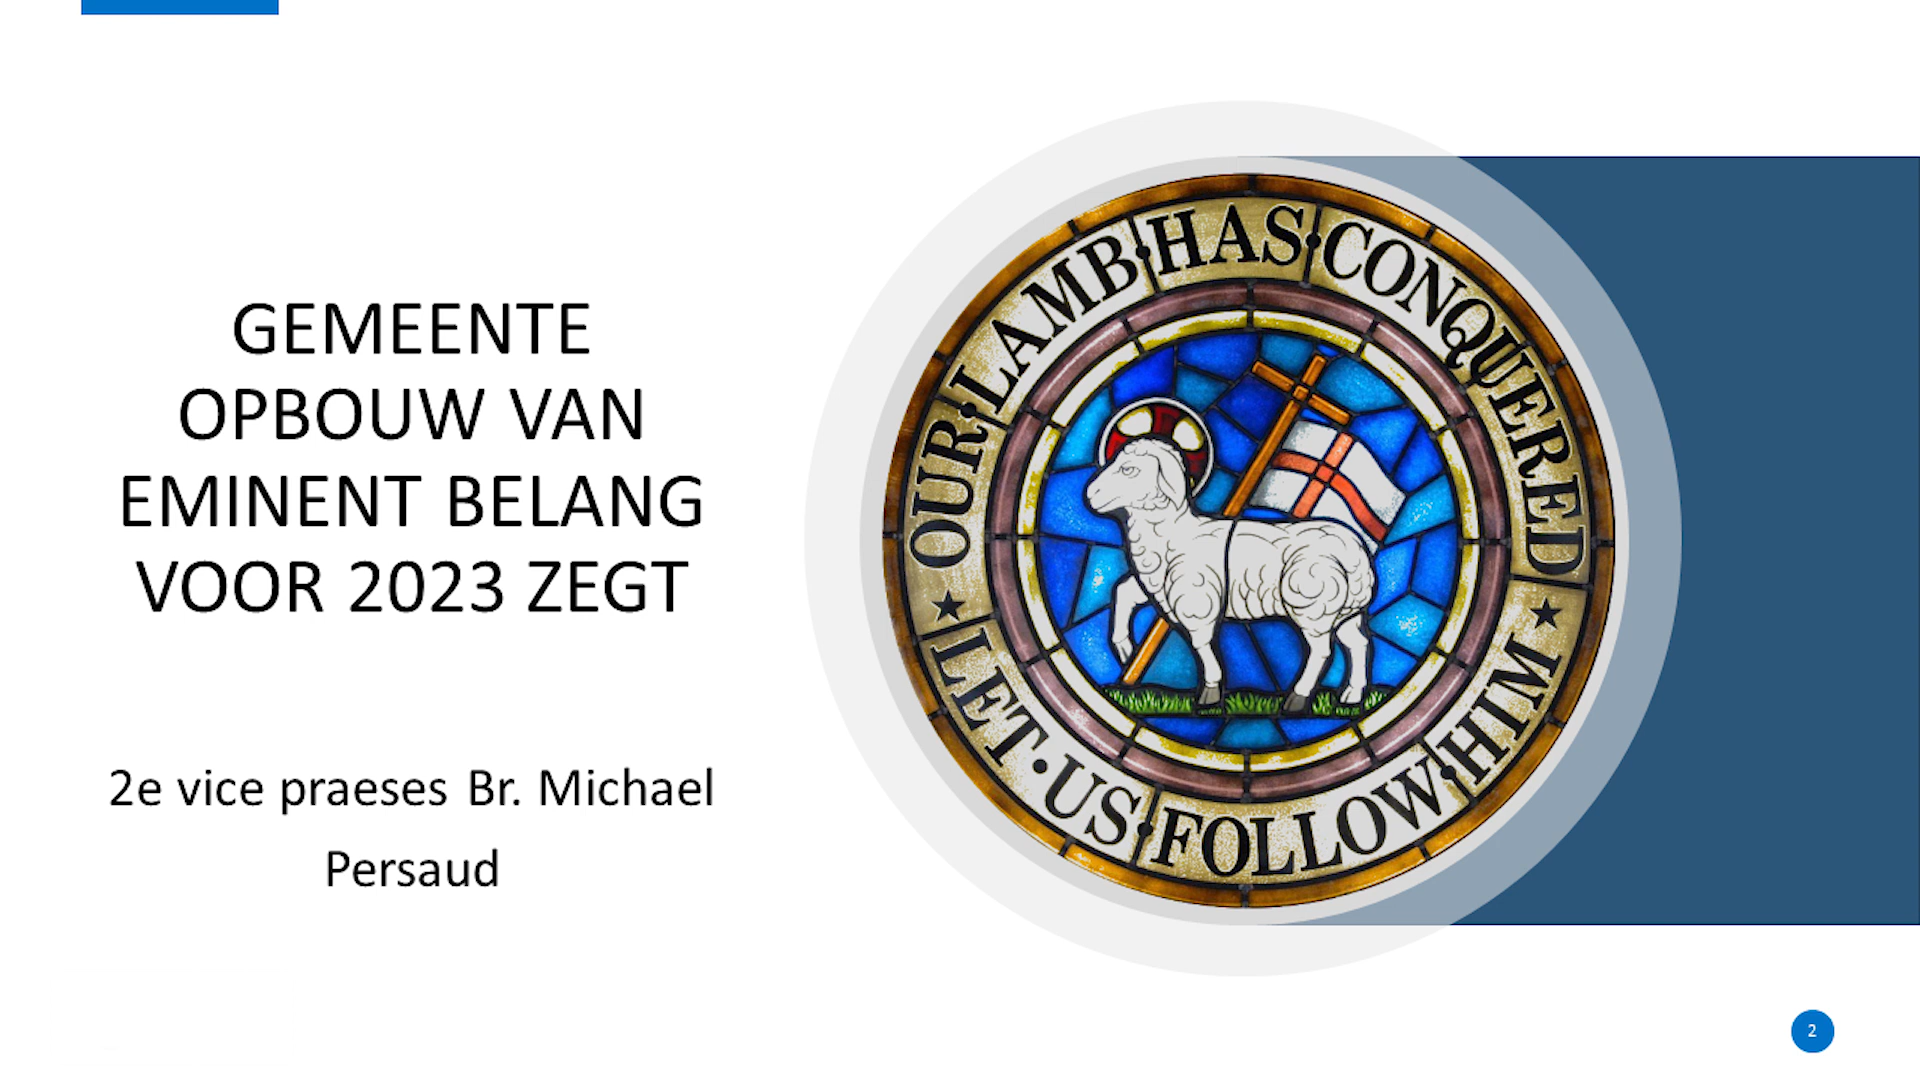 GEMEENTE
OPBOUW VAN
EMINENT BELANG
VOOR 2023 ZEGT
2e vice praeses Br. Michael
Persaud
OUR·LAMB·HAS·CONQUERED
★ LET·US·FOLLOW·HIM ★
2